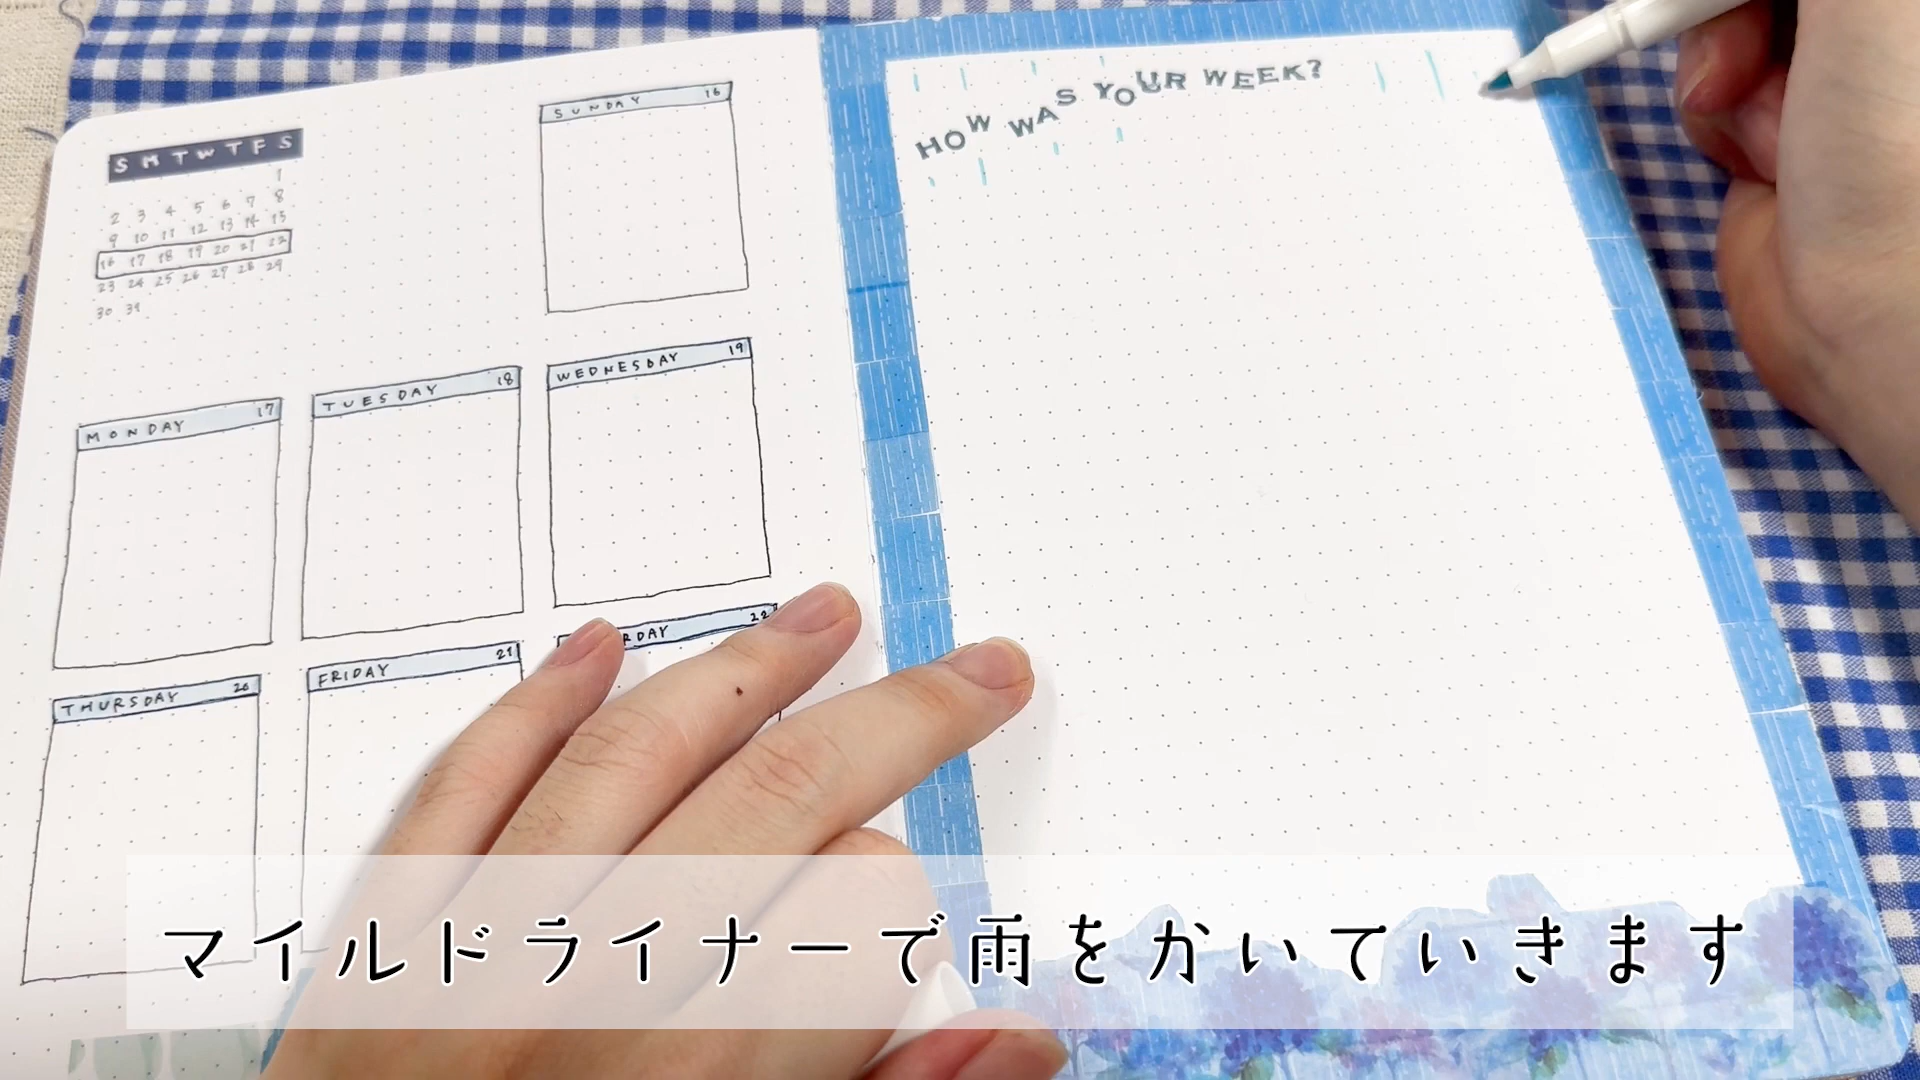 S M T W T F S
1
2 3 4 5 6 7 8
9 10 11 12 13 14 15
16 17 18 19 20 21 22
23 24 25 26 27 28 29
30 31
SUNDAY 16
MONDAY 17
TUESDAY 18
WEDNESDAY 19
THURSDAY 20
FRIDAY 21
RDAY 22
HOW WAS YOUR WEEK?
マイルドライナーで雨をかいていきます